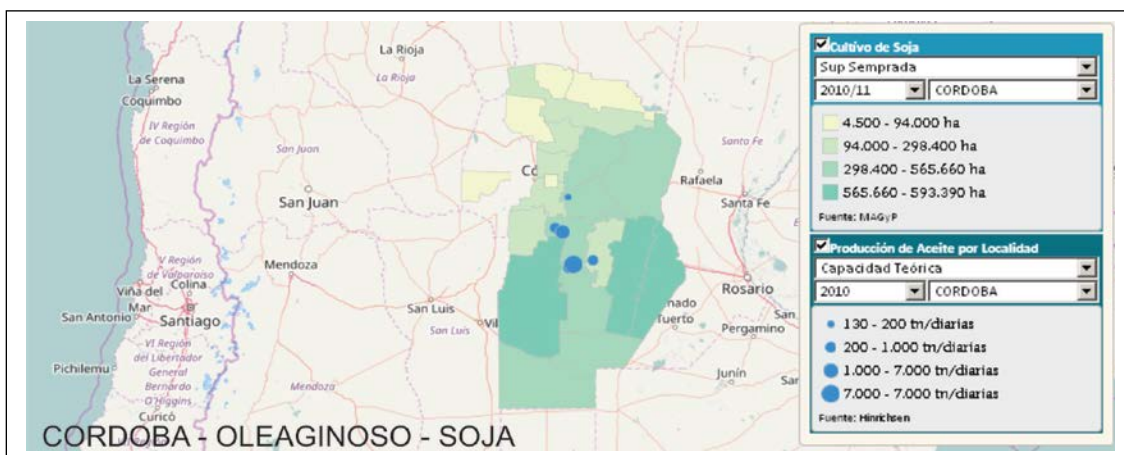 La Rioja
La Rioja
La Serena
Coquimbo
IV Región
de Coquimbo
San Juan
San Juan
Santa Fe
Rafaela
Santa Fe
V Región
de Valparaíso
Colina
Viña del
Mar
San Antonio
Santiago
Mendoza
San Luis
San Luis
Rosario
Tuerto
Pergamino
VI Región
del Libertador
General
Bernardo
O'Higgins
Pichilemu
Curicó
Mendoza
Junín
CORDOBA - OLEAGINOSO - SOJA
Cultivo de Soja
Sup Semprada
2010/11 CORDOBA
4.500 - 94.000 ha
94.000 - 298.400 ha
298.400 - 565.660 ha
565.660 - 593.390 ha
Fuente: MAGyP
Producción de Aceite por Localidad
Capacidad Teórica
2010 CORDOBA
130 - 200 tn/diarias
200 - 1.000 tn/diarias
1.000 - 7.000 tn/diarias
7.000 - 7.000 tn/diarias
Fuente: Hinrichsen